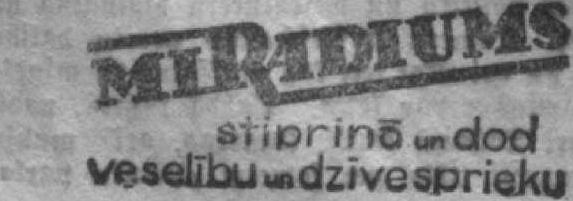 MIRADIUMS
stiprinā un dod
veselību un dzīvesprieku